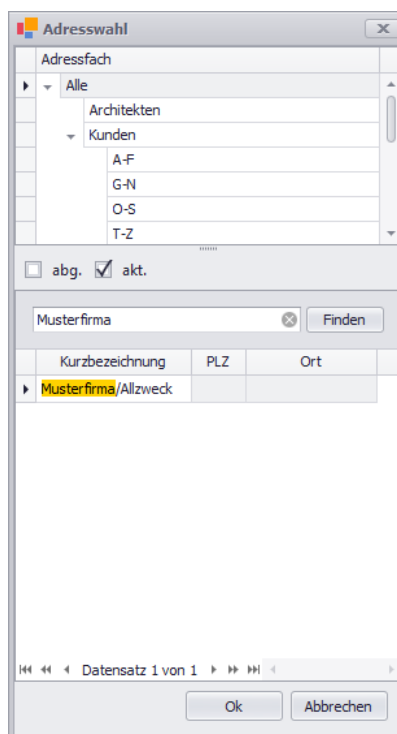 Adresswahl
Adressfach
Alle
Architekten
Kunden
A-F
G-N
O-S
T-Z
abg. akt.
Musterfirma Finden
Kurzbezeichnung PLZ Ort
Musterfirma/Allzweck
Datensatz 1 von 1
Ok Abbrechen